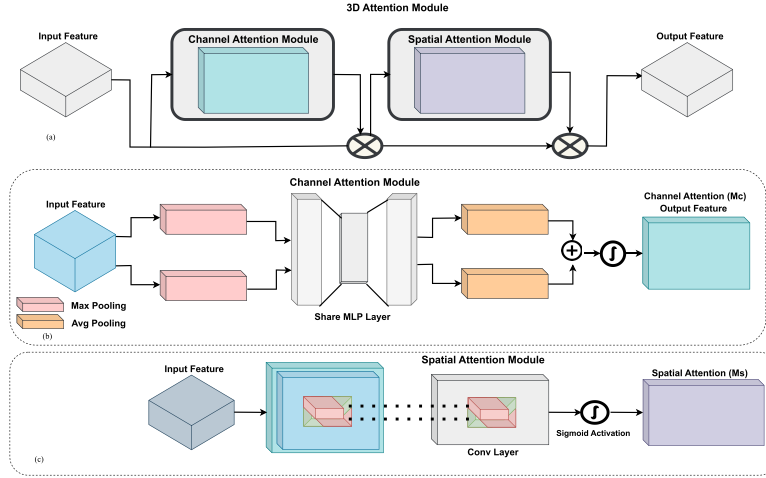 3D Attention Module
Input Feature
Channel Attention Module
Spatial Attention Module
Output Feature
(a)
Channel Attention Module
Input Feature
Channel Attention (Mc)
Output Feature
Max Pooling
Avg Pooling
Share MLP Layer
(b)
Spatial Attention Module
Input Feature
Spatial Attention (Ms)
Sigmoid Activation
Conv Layer
(c)